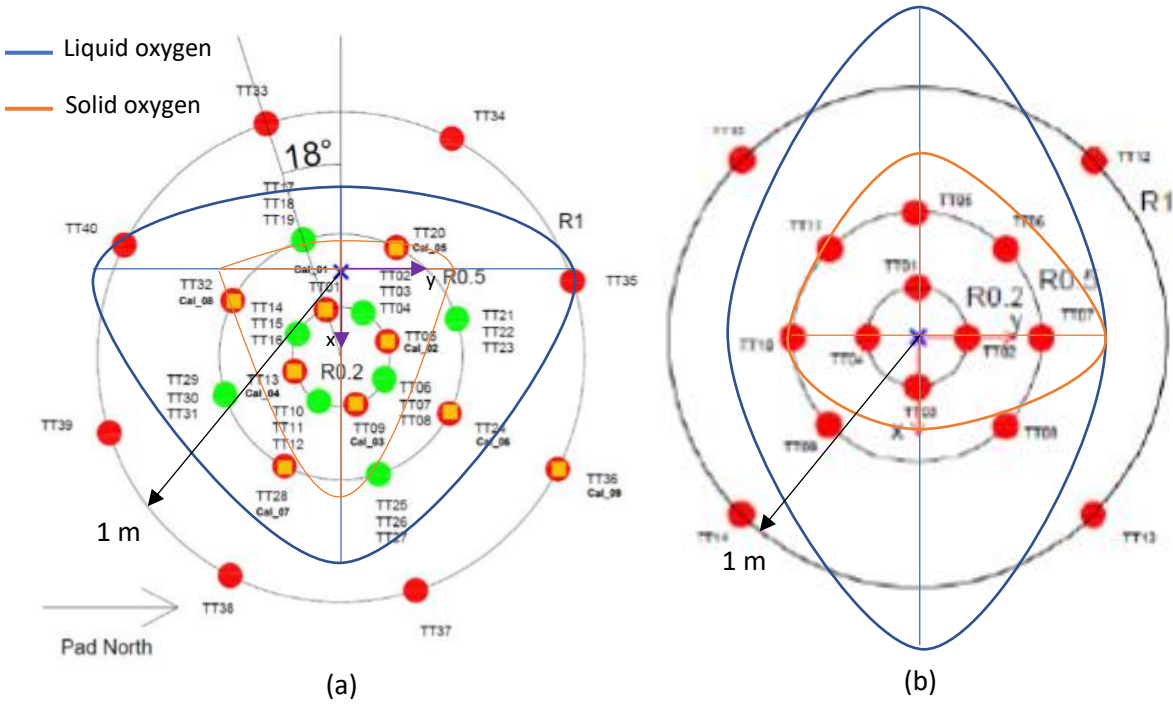 Liquid oxygen
Solid oxygen
TT33
TT34
18°
TT17
TT18
TT19
TT20
Cal_05
TT40
R1
Cal_01
TT02
TT03
TT04
y
R0.5
TT35
TT32
Cal_08
TT01
TT14
TT15
TT16
TT21
TT22
TT23
x
TT05
Cal_02
R0.2
TT13
Cal_04
TT06
TT07
TT08
TT29
TT30
TT31
TT10
TT11
TT12
TT09
Cal_03
TT24
Cal_06
TT39
TT28
Cal_07
TT25
TT26
TT27
TT36
Cal_09
1 m
TT38
TT37
Pad North
(a)
TT12
R1
TT05
TT06
TT11
TT01
R0.2
R0.5
y
TT07
TT10
TT04
TT02
TT03
x
TT09
TT08
TT14
TT13
1 m
(b)